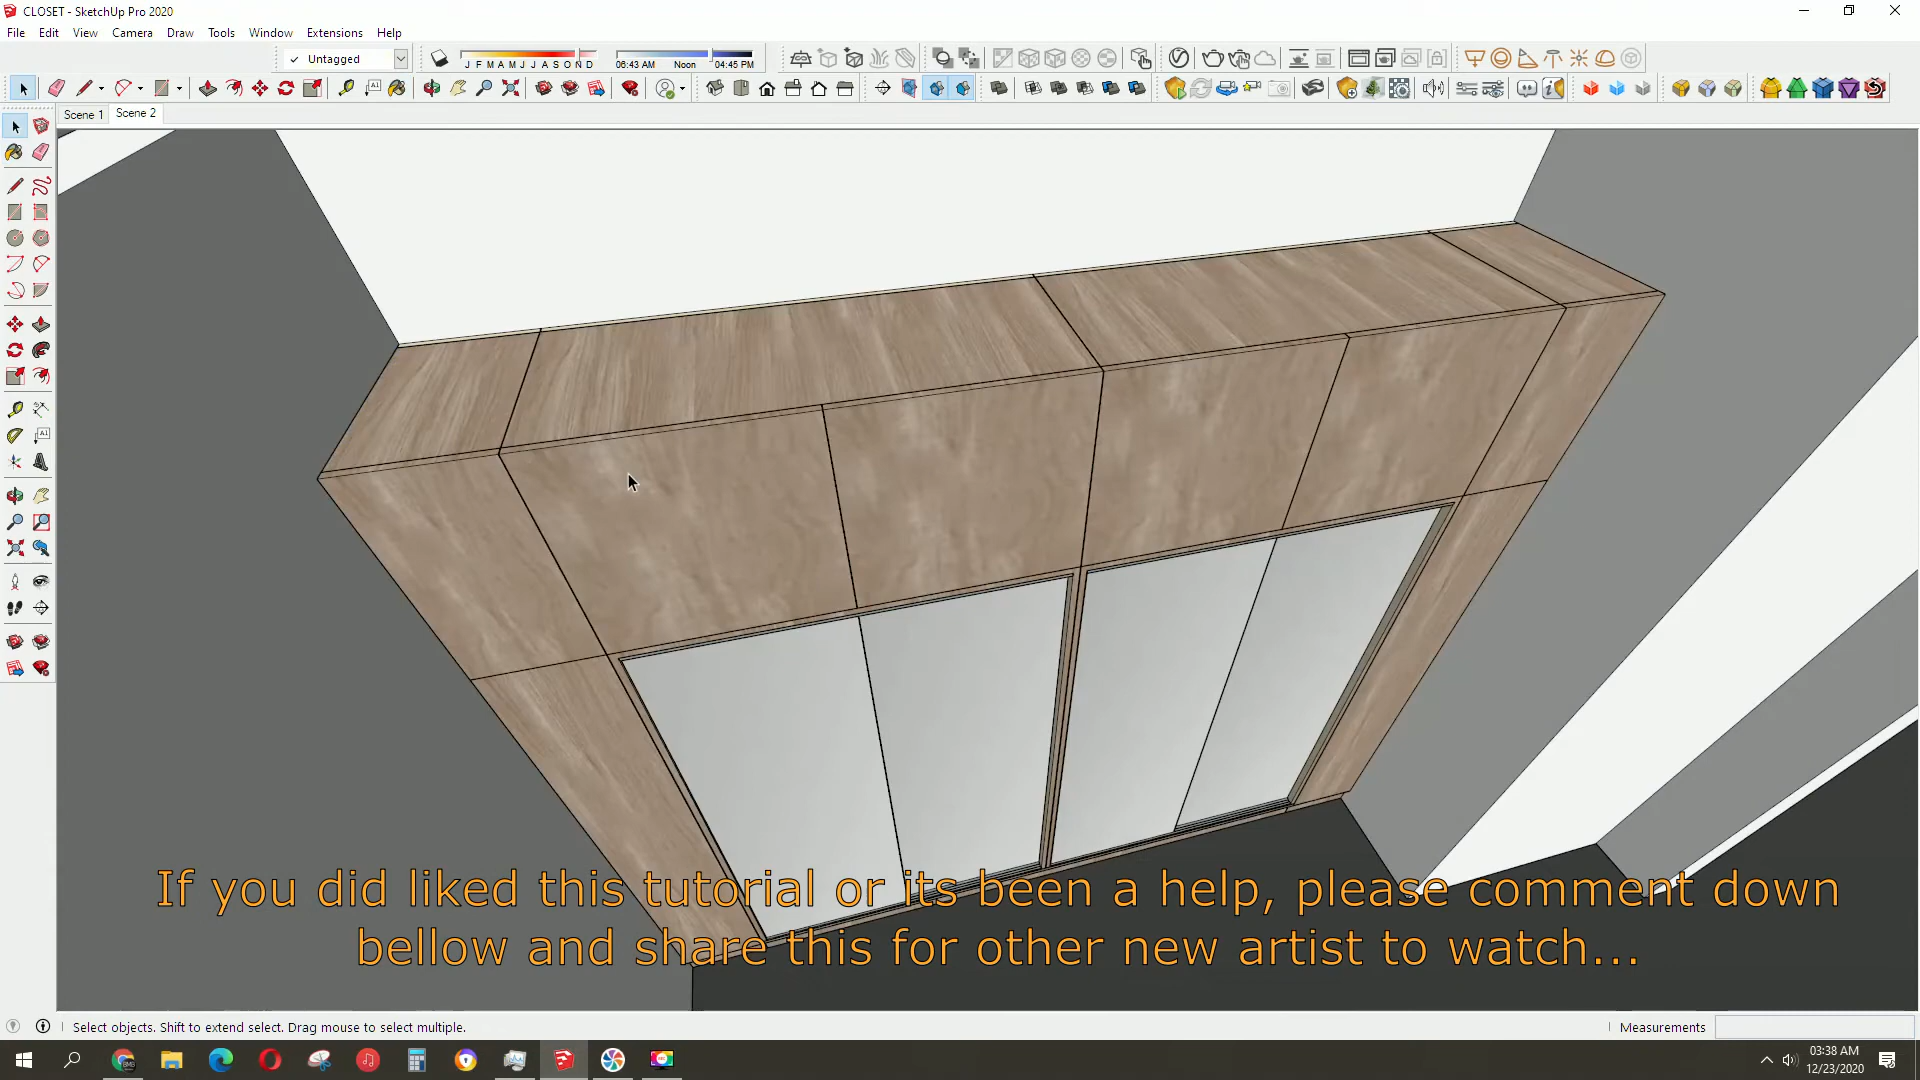 CLOSET - SketchUp Pro 2020
File Edit View Camera Draw Tools Window Extensions Help
✓ Untagged
J F M A M J J A S O N D
06:43 AM Noon 04:45 PM
Scene 1 Scene 2
If you did liked this tutorial or its been a help, please comment down
bellow and share this for other new artist to watch...
Select objects. Shift to extend select. Drag mouse to select multiple.
Measurements
03:38 AM
12/23/2020